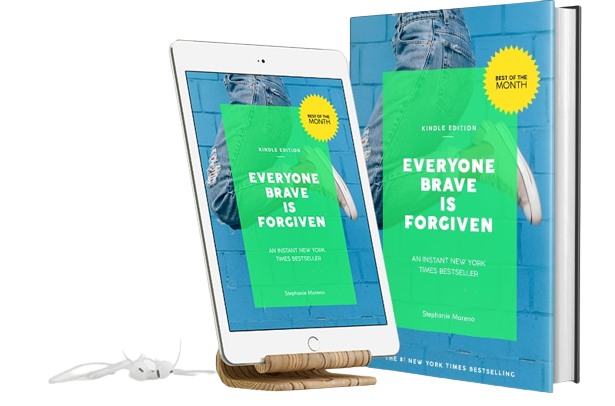 BEST OF THE
MONTH
KINDLE EDITION
EVERYONE
BRAVE
IS
FORGIVEN
AN INSTANT NEW YORK
TIMES BESTSELLER
Stephanie Moreno
BEST OF THE
MONTH
KINDLE EDITION
EVERYONE
BRAVE
IS
FORGIVEN
AN INSTANT NEW YORK
TIMES BESTSELLER
Stephanie Moreno
THE #1 NEW YORK TIMES BESTSELLING